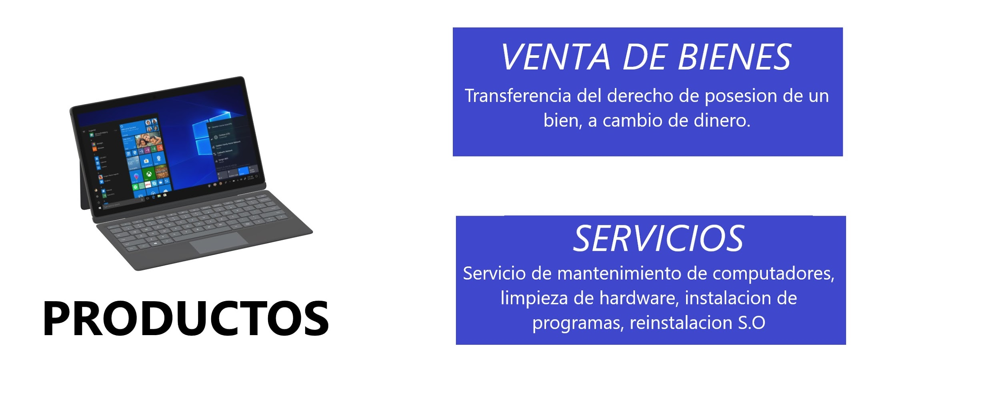 VENTA DE BIENES
Transferencia del derecho de posesion de un
bien, a cambio de dinero.
SERVICIOS
Servicio de mantenimiento de computadores,
limpieza de hardware, instalacion de
programas, reinstalacion S.O
PRODUCTOS